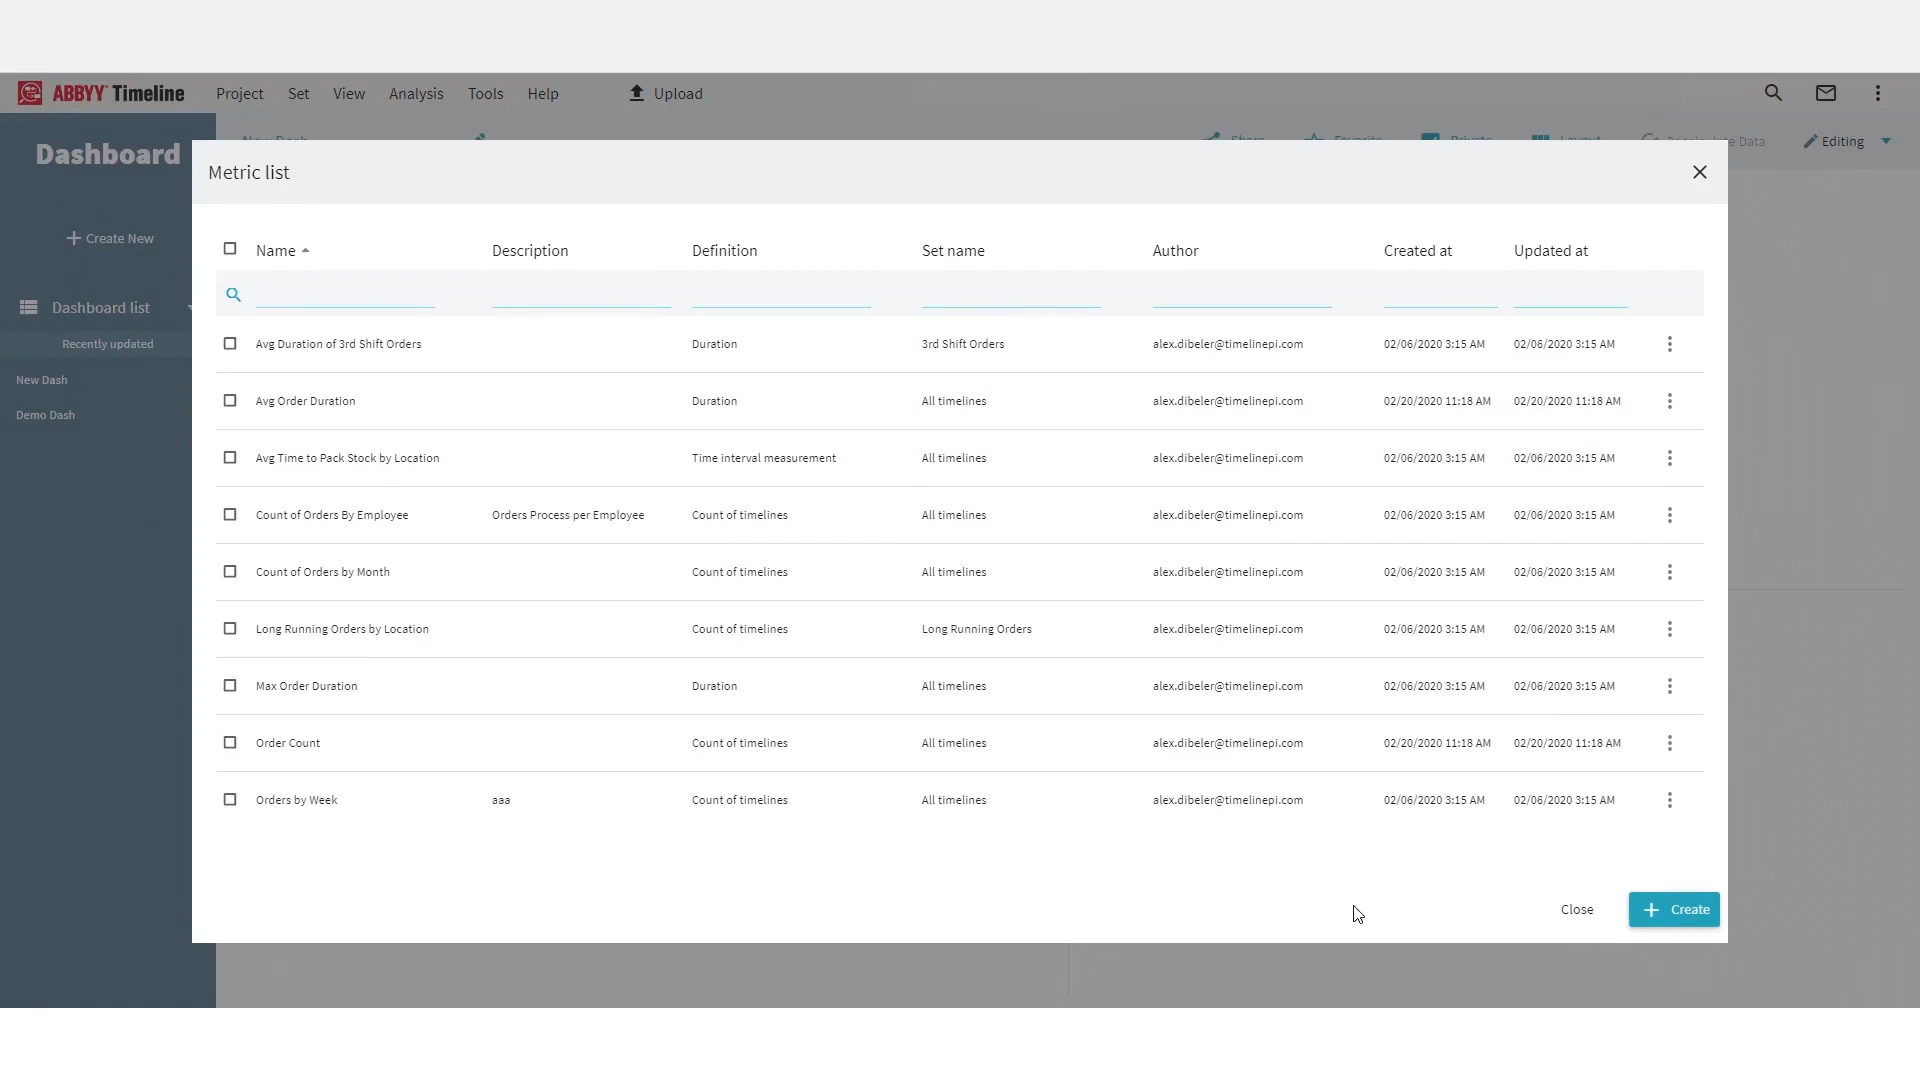 ABBYY Timeline Project Set View Analysis Tools Help Upload
Dashboard
New Dash Share Favorite Private Layout Recalculate Data Editing
Metric list
Create New
Name Description Definition Set name Author Created at Updated at
Dashboard list
Recently updated
New Dash
Demo Dash
Avg Duration of 3rd Shift Orders Duration 3rd Shift Orders alex.dibeler@timelinepi.com 02/06/2020 3:15 AM 02/06/2020 3:15 AM
Avg Order Duration Duration All timelines alex.dibeler@timelinepi.com 02/20/2020 11:18 AM 02/20/2020 11:18 AM
Avg Time to Pack Stock by Location Time interval measurement All timelines alex.dibeler@timelinepi.com 02/06/2020 3:15 AM 02/06/2020 3:15 AM
Count of Orders By Employee Orders Process per Employee Count of timelines All timelines alex.dibeler@timelinepi.com 02/06/2020 3:15 AM 02/06/2020 3:15 AM
Count of Orders by Month Count of timelines All timelines alex.dibeler@timelinepi.com 02/06/2020 3:15 AM 02/06/2020 3:15 AM
Long Running Orders by Location Count of timelines Long Running Orders alex.dibeler@timelinepi.com 02/06/2020 3:15 AM 02/06/2020 3:15 AM
Max Order Duration Duration All timelines alex.dibeler@timelinepi.com 02/06/2020 3:15 AM 02/06/2020 3:15 AM
Order Count Count of timelines All timelines alex.dibeler@timelinepi.com 02/20/2020 11:18 AM 02/20/2020 11:18 AM
Orders by Week aaa Count of timelines All timelines alex.dibeler@timelinepi.com 02/06/2020 3:15 AM 02/06/2020 3:15 AM
Close Create